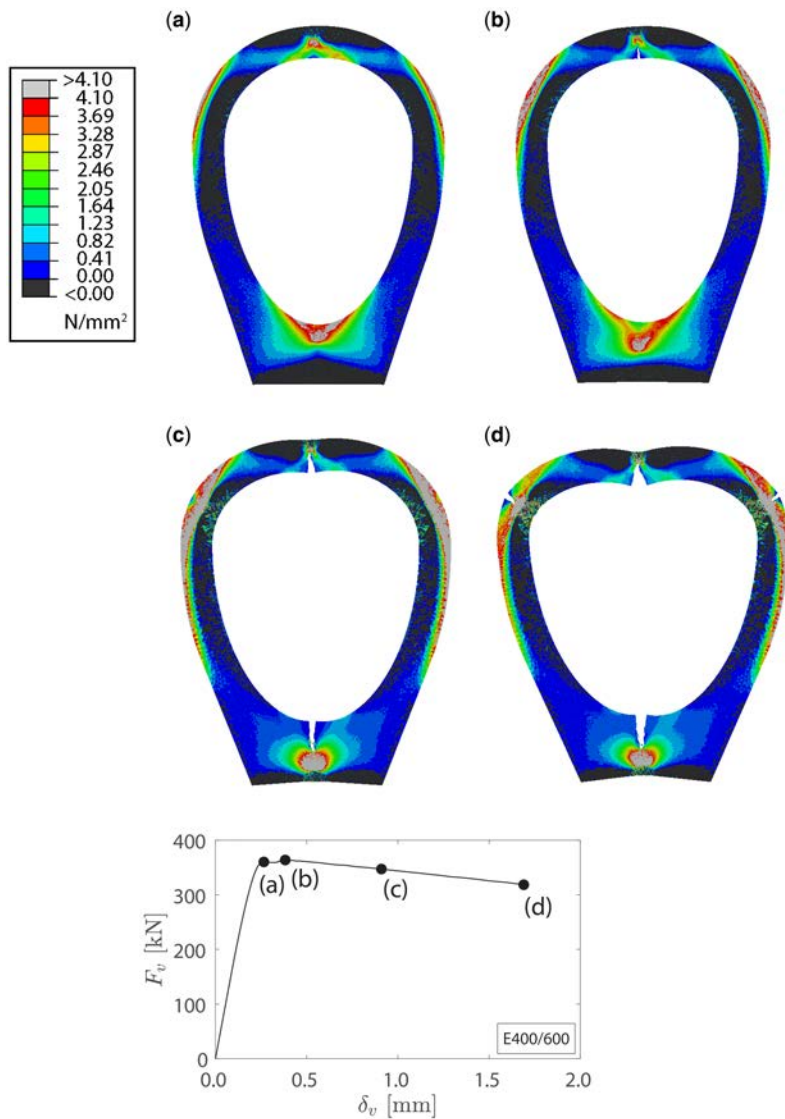 (a)
(b)
>4.10
4.10
3.69
3.28
2.87
2.46
2.05
1.64
1.23
0.82
0.41
0.00
<0.00
N/mm²
(c)
(d)
400
300
200
100
0
F_v [kN]
(a)
(b)
(c)
(d)
E400/600
0.0
0.5
1.0
1.5
2.0
δ_v [mm]